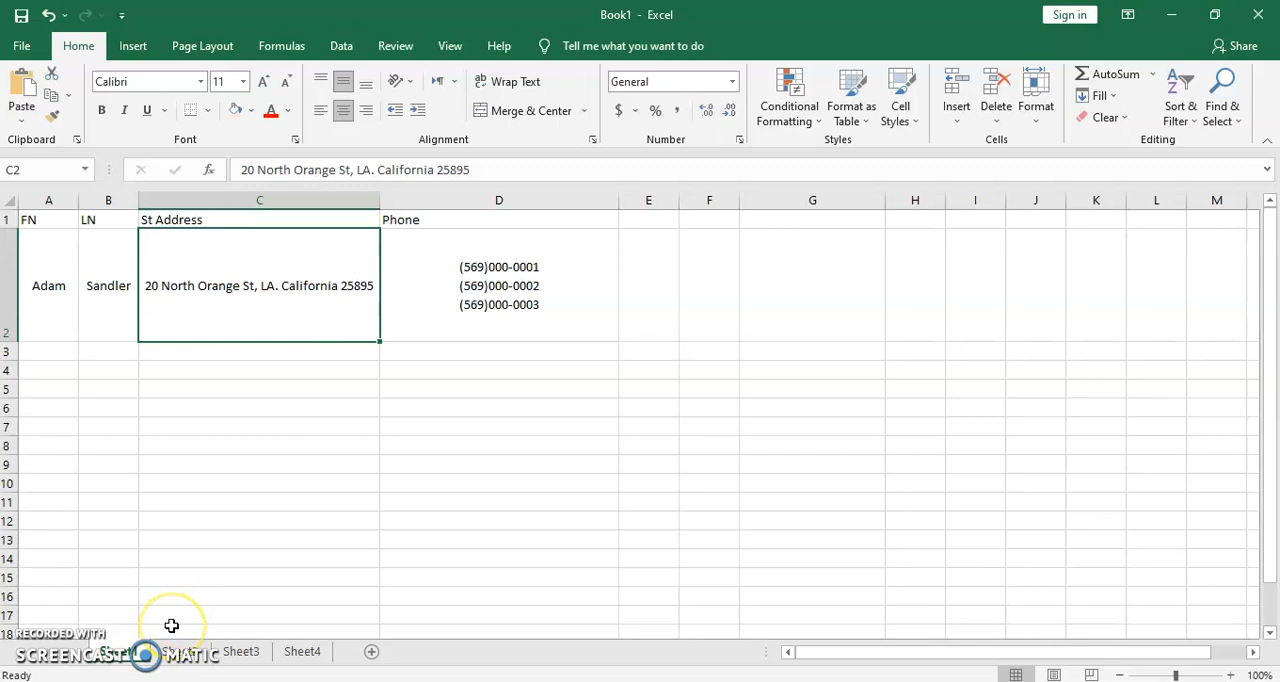 Book1 - Excel
Sign in
File Home Insert Page Layout Formulas Data Review View Help Tell me what you want to do Share
Paste
Calibri 11
Wrap Text
General
Conditional Formatting
Format as Table
Cell Styles
Insert Delete Format
AutoSum
Fill
Clear
Sort & Filter
Find & Select
B I U
Merge & Center
$ % ,
Clipboard Font Alignment Number Styles Cells Editing
C2 fx 20 North Orange St, LA. California 25895
A B C D E F G H I J K L M
1 FN LN St Address Phone
(569)000-0001
Adam Sandler 20 North Orange St, LA. California 25895 (569)000-0002
(569)000-0003
2
3
4
5
6
7
8
9
10
11
12
13
14
15
16
17
18
RECORDED WITH
SCREENCAST MATIC
Sheet3 Sheet4
Ready 100%